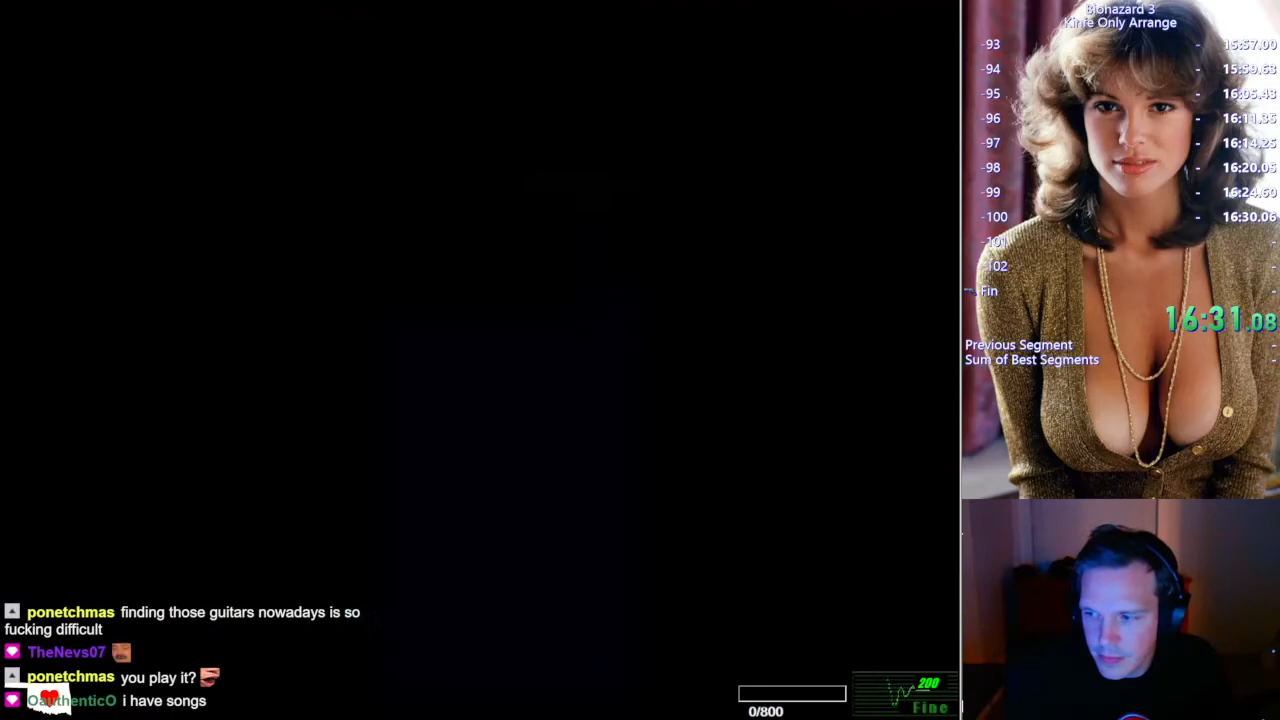 Biohazard 3
Kinfe Only Arrange
-93 - 15:57.00
-94 - 15:59.63
-95 - 16:05.43
-96 - 16:11.35
-97 - 16:14.25
-98 - 16:20.05
-99 - 16:24.60
-100 - 16:30.06
-101 -
-102 -
Fin -
16:31.08
Previous Segment -
Sum of Best Segments -
ponetchmas finding those guitars nowadays is so
fucking difficult
TheNevs07
ponetchmas you play it?
OauthenticO i have songs
0/800
200
Fine